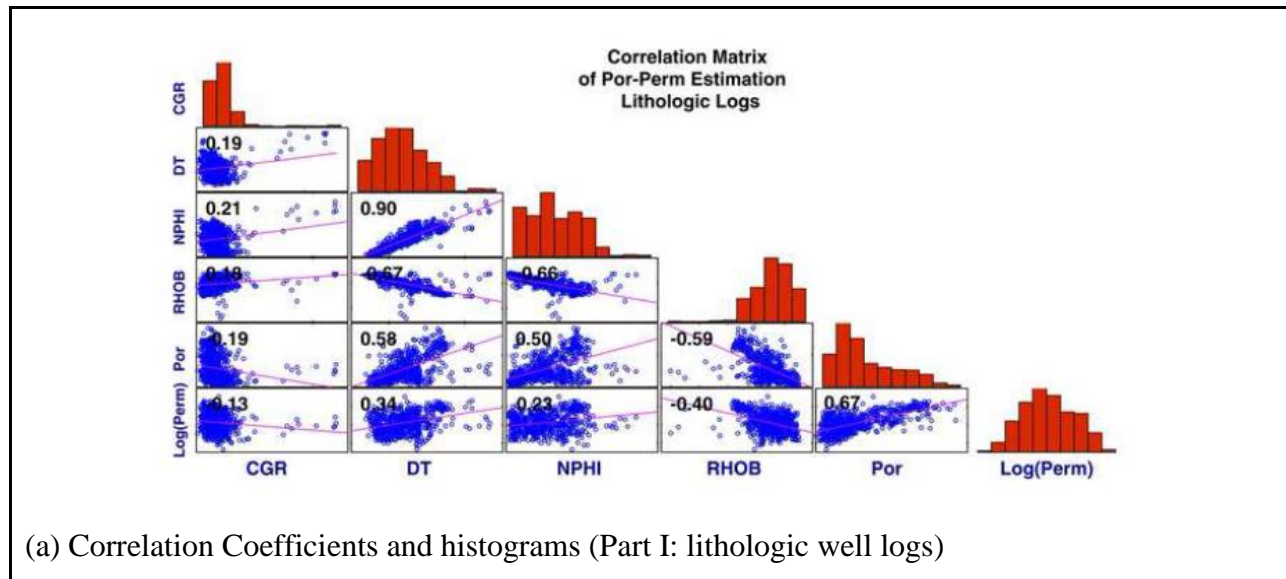 Correlation Matrix
of Por-Perm Estimation
Lithologic Logs
CGR
DT
0.19
NPHI
0.21 0.90
RHOB
0.18 -0.67 -0.66
Por
-0.19 0.58 0.50 -0.59
Log(Perm)
-0.13 0.34 0.23 -0.40 0.67
CGR DT NPHI RHOB Por Log(Perm)
(a) Correlation Coefficients and histograms (Part I: lithologic well logs)